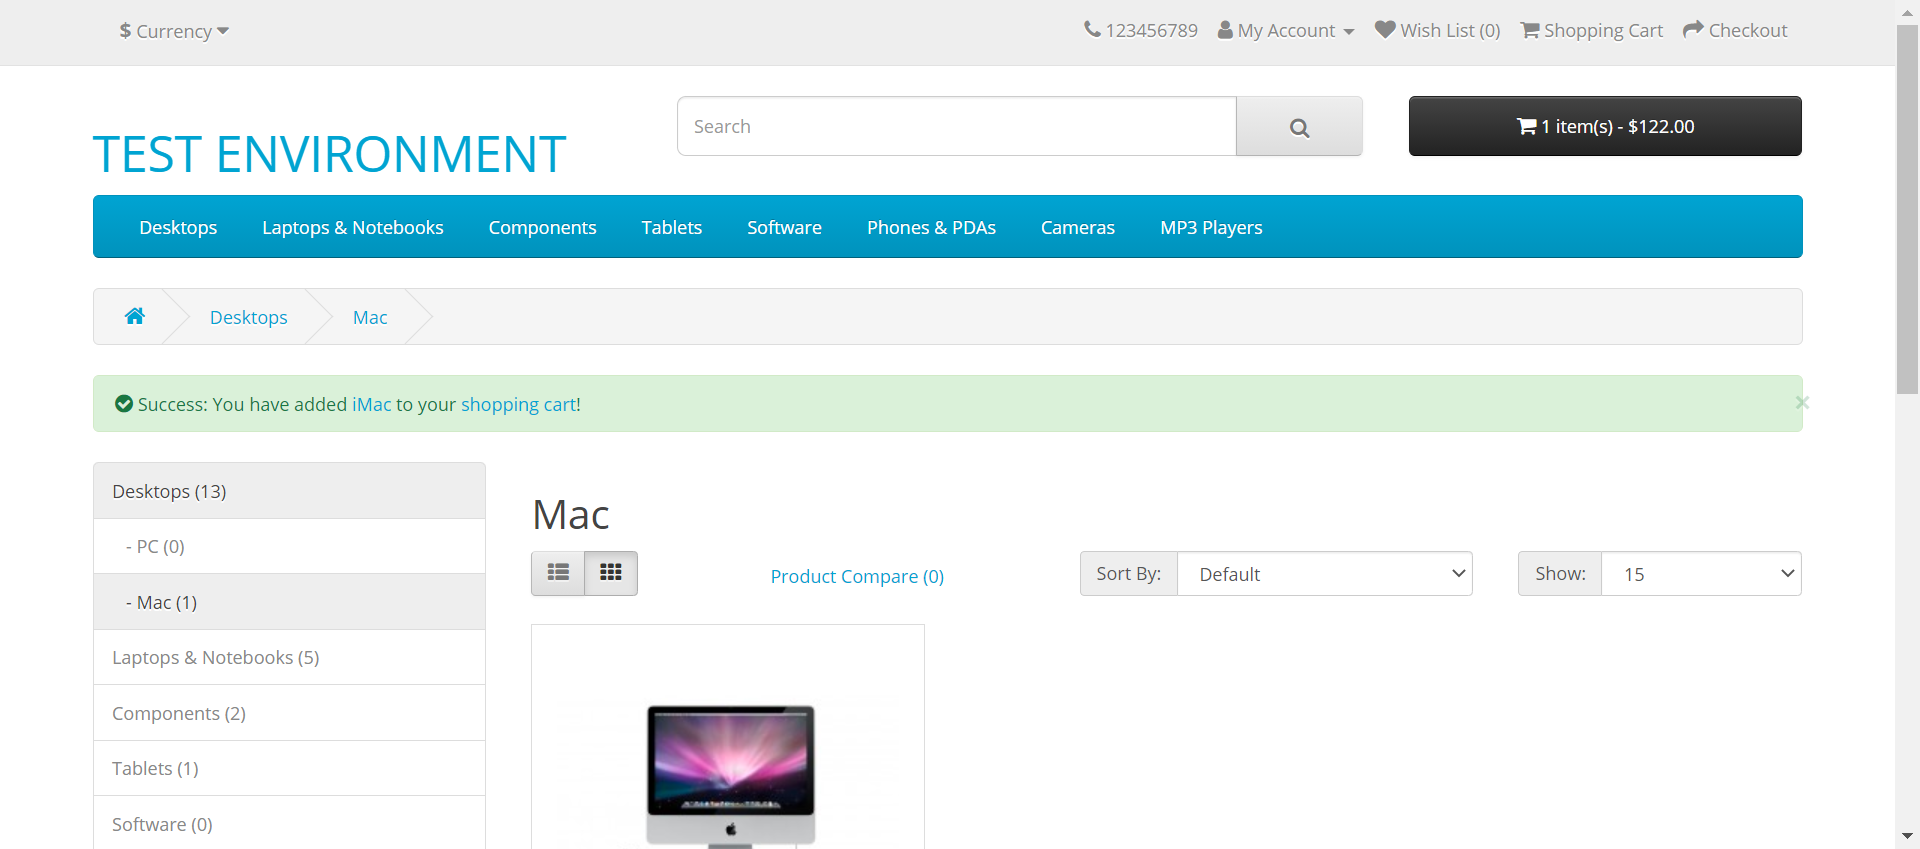 $ Currency
123456789 My Account Wish List (0) Shopping Cart Checkout
TEST ENVIRONMENT
Search
1 item(s) - $122.00
Desktops Laptops & Notebooks Components Tablets Software Phones & PDAs Cameras MP3 Players
Desktops Mac
Success: You have added iMac to your shopping cart!
×
Desktops (13)
- PC (0)
- Mac (1)
Laptops & Notebooks (5)
Components (2)
Tablets (1)
Software (0)
Mac
Product Compare (0)
Sort By: Default
Show: 15